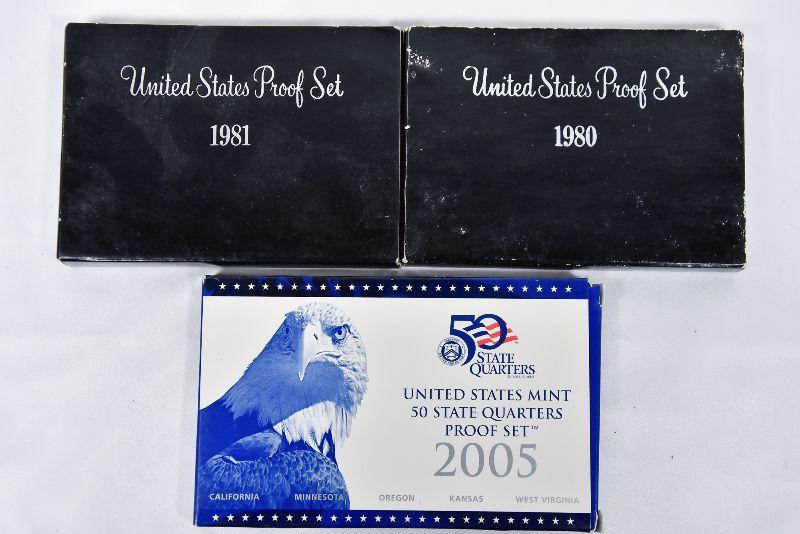 United States Proof Set
1981
United States Proof Set
1980
50
STATE
QUARTERS
UNITED STATES MINT
50 STATE QUARTERS
PROOF SET™
2005
CALIFORNIA MINNESOTA OREGON KANSAS WEST VIRGINIA